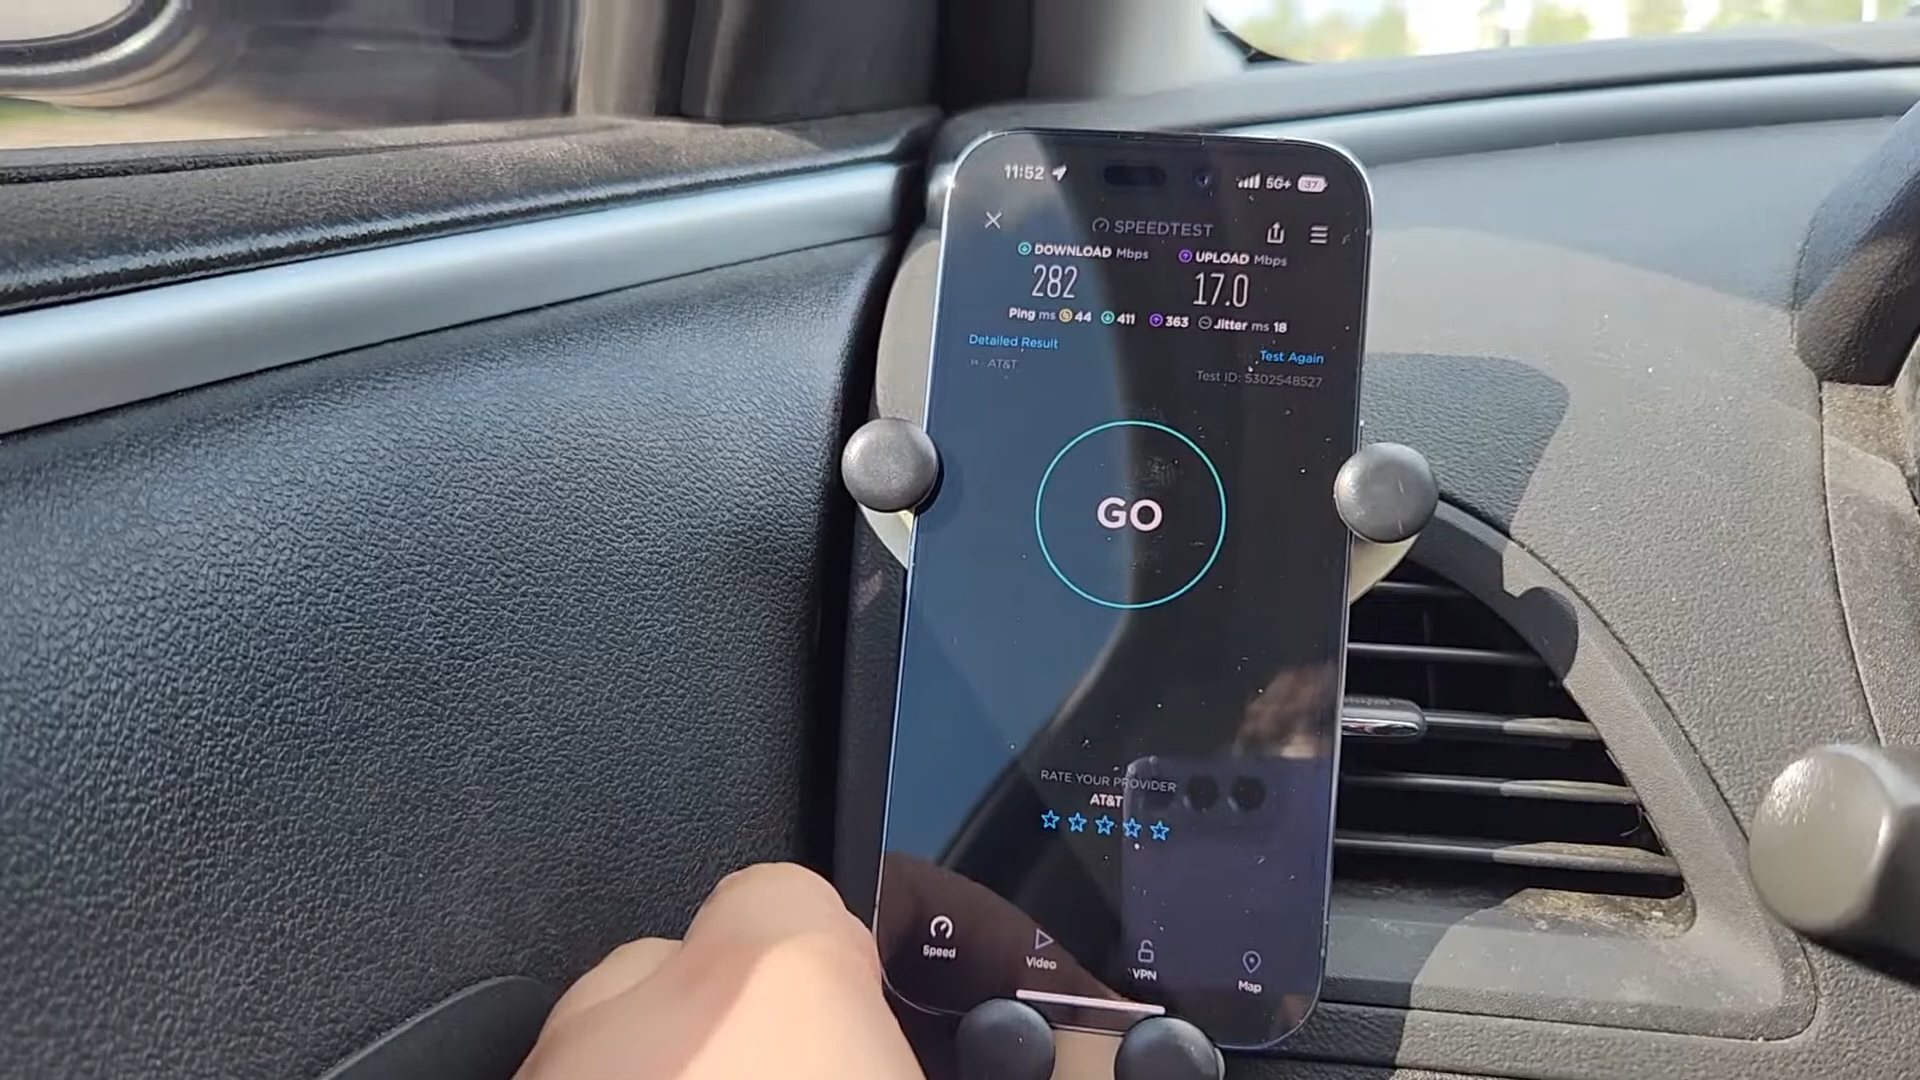 11:52 5G+ 37
SPEEDTEST
DOWNLOAD Mbps UPLOAD Mbps
282 17.0
Ping ms 44 411 363 Jitter ms 18
Detailed Result Test Again
AT&T
Test ID: 5302548527
GO
RATE YOUR PROVIDER
AT&T
Speed Video VPN Map